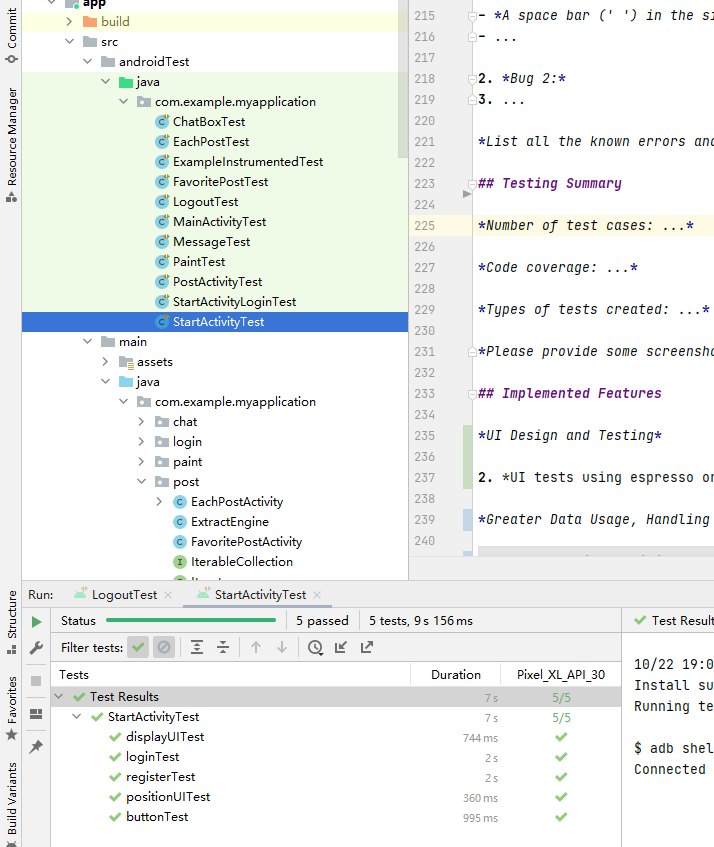 Commit
Resource Manager
Structure
Favorites
Build Variants
app
build
src
androidTest
java
com.example.myapplication
ChatBoxTest
EachPostTest
ExampleInstrumentedTest
FavoritePostTest
LogoutTest
MainActivityTest
MessageTest
PaintTest
PostActivityTest
StartActivityLoginTest
StartActivityTest
main
assets
java
com.example.myapplication
chat
login
paint
post
EachPostActivity
ExtractEngine
FavoritePostActivity
IterableCollection
215 - *A space bar (' ') in the si
216 - ...
217
218 2. *Bug 2:*
219 3. ...
220
221 *List all the known errors and
222
223 ## Testing Summary
224
225 *Number of test cases: ...*
226
227 *Code coverage: ...*
228
229 *Types of tests created: ...*
230
231 *Please provide some screensho
232
233 ## Implemented Features
234
235 *UI Design and Testing*
236
237 2. *UI tests using espresso or
238
239 *Greater Data Usage, Handling
240
Run: LogoutTest StartActivityTest
Status 5 passed 5 tests, 9 s 156 ms
Filter tests:
Tests Duration Pixel_XL_API_30
Test Results 7 s 5/5
StartActivityTest 7 s 5/5
displayUITest 744 ms
loginTest 2 s
registerTest 2 s
positionUITest 360 ms
buttonTest 995 ms
Test Result
10/22 19:0
Install su
Running te
$ adb shel
Connected